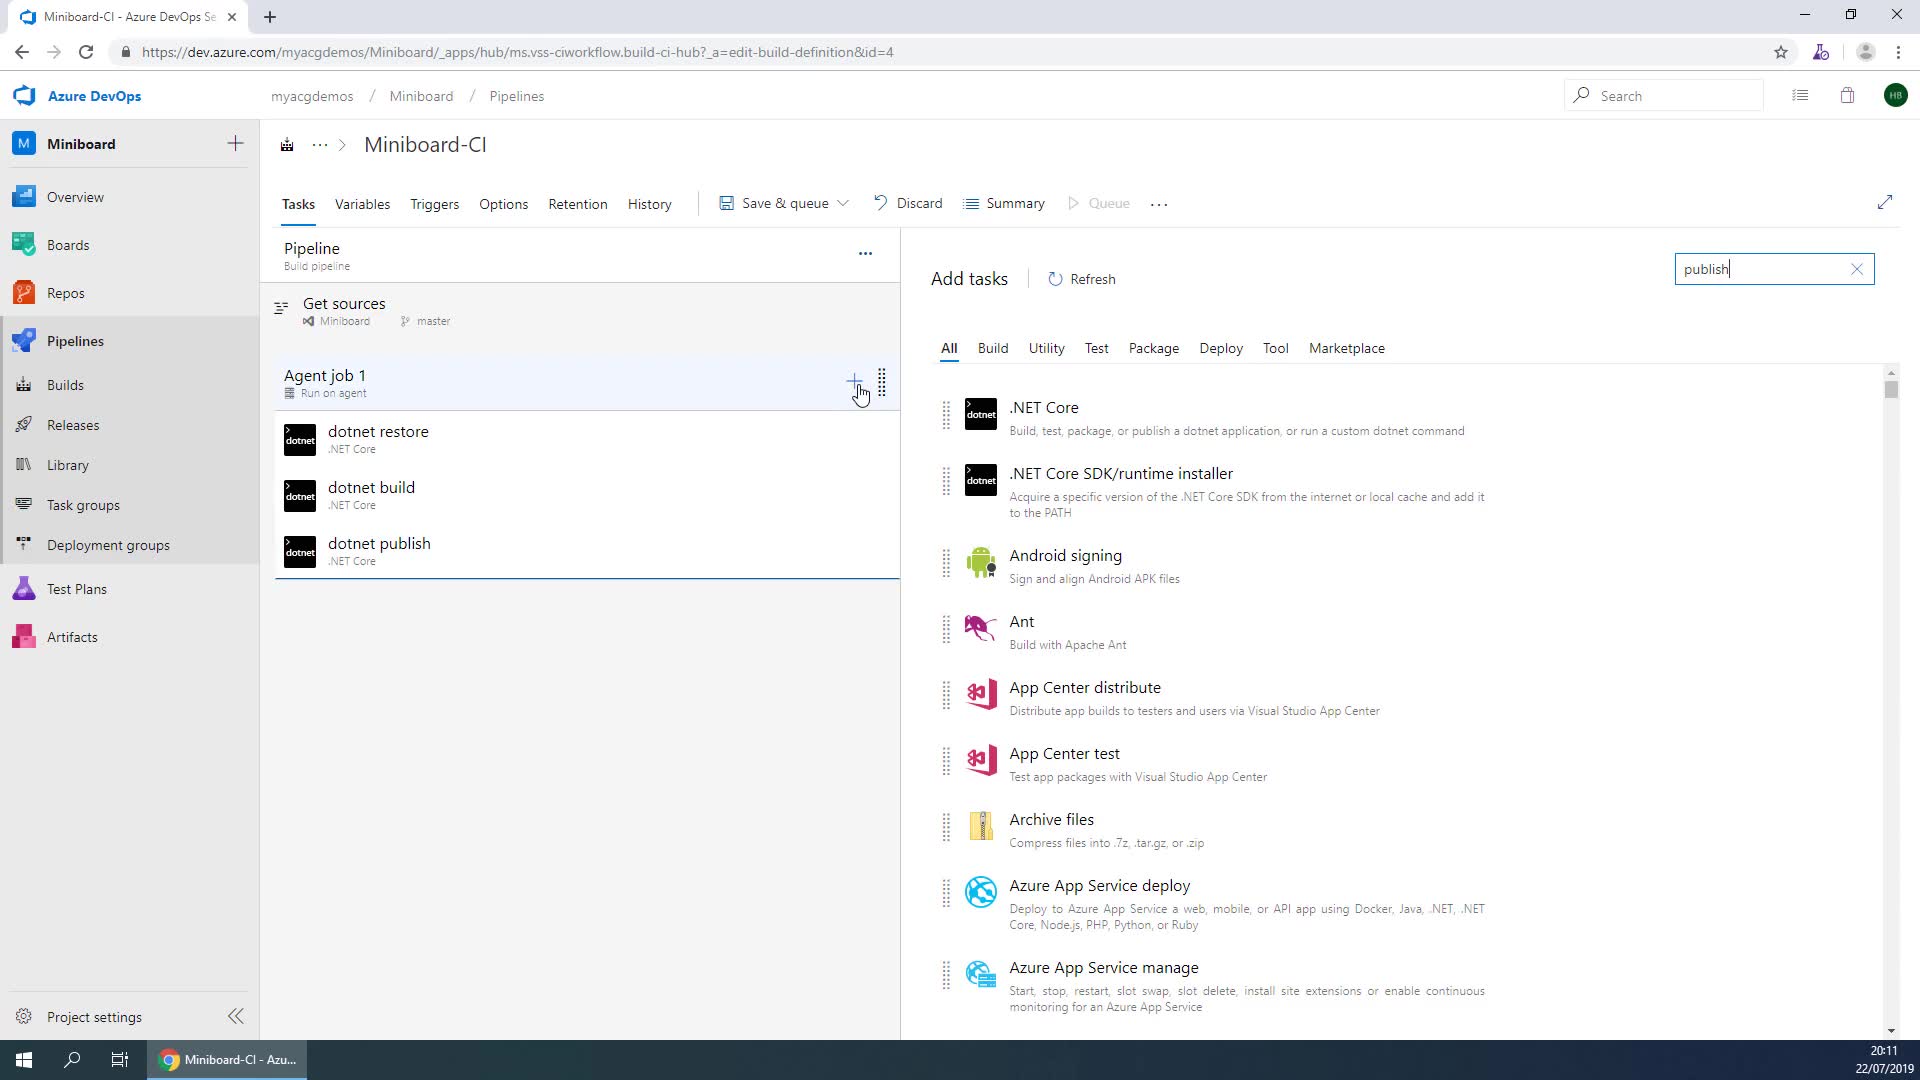 Miniboard-CI - Azure DevOps Se
https://dev.azure.com/myacgdemos/Miniboard/_apps/hub/ms.vss-ciworkflow.build-ci-hub?_a=edit-build-definition&id=4
Azure DevOps
myacgdemos / Miniboard / Pipelines
Search
HB
M Miniboard
Miniboard-CI
Overview
Boards
Repos
Pipelines
Builds
Releases
Library
Task groups
Deployment groups
Test Plans
Artifacts
Project settings
Tasks Variables Triggers Options Retention History Save & queue Discard Summary Queue
Pipeline
Build pipeline
Get sources
Miniboard master
Agent job 1
Run on agent
dotnet
dotnet restore
.NET Core
dotnet
dotnet build
.NET Core
dotnet
dotnet publish
.NET Core
Add tasks
Refresh
publish
All Build Utility Test Package Deploy Tool Marketplace
dotnet
.NET Core
Build, test, package, or publish a dotnet application, or run a custom dotnet command
dotnet
.NET Core SDK/runtime installer
Acquire a specific version of the .NET Core SDK from the internet or local cache and add it
to the PATH
Android signing
Sign and align Android APK files
Ant
Build with Apache Ant
App Center distribute
Distribute app builds to testers and users via Visual Studio App Center
App Center test
Test app packages with Visual Studio App Center
Archive files
Compress files into .7z, .tar.gz, or .zip
Azure App Service deploy
Deploy to Azure App Service a web, mobile, or API app using Docker, Java, .NET, .NET
Core, Node.js, PHP, Python, or Ruby
Azure App Service manage
Start, stop, restart, slot swap, slot delete, install site extensions or enable continuous
monitoring for an Azure App Service
Miniboard-CI - Azu...
20:11
22/07/2019